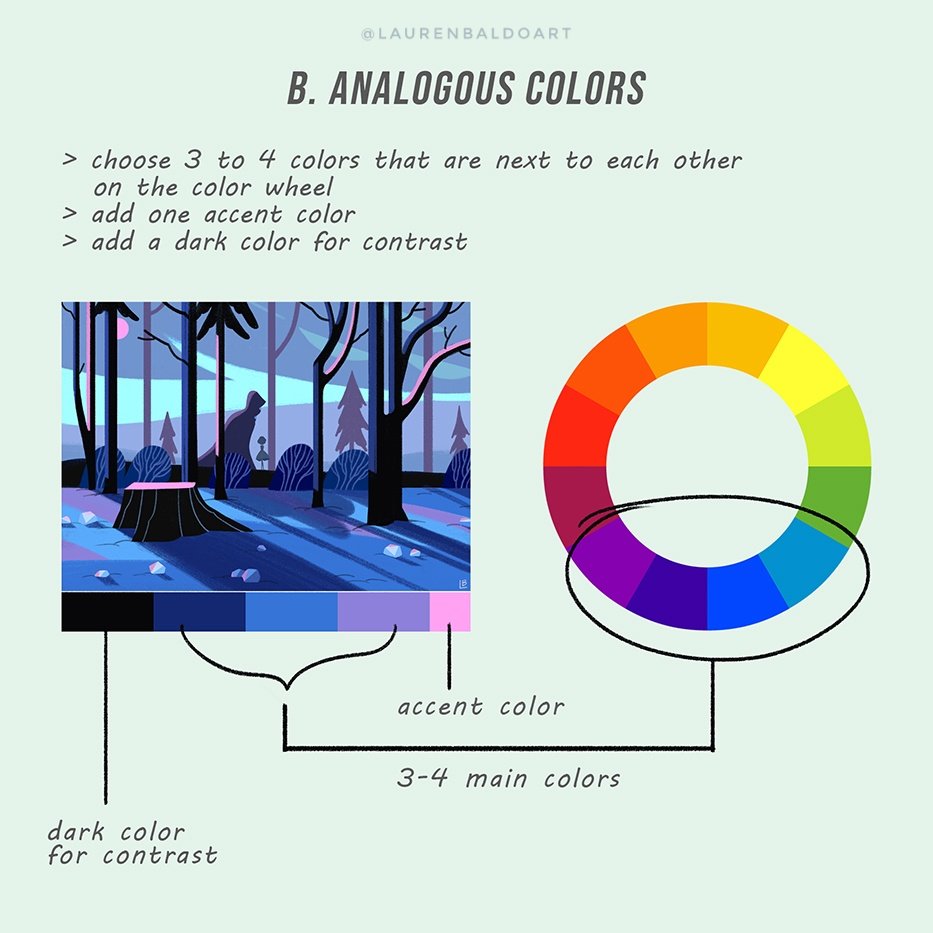 @LAURENBALDOART
B. ANALOGOUS COLORS
> choose 3 to 4 colors that are next to each other
on the color wheel
> add one accent color
> add a dark color for contrast
LB
accent color
3-4 main colors
dark color
for contrast